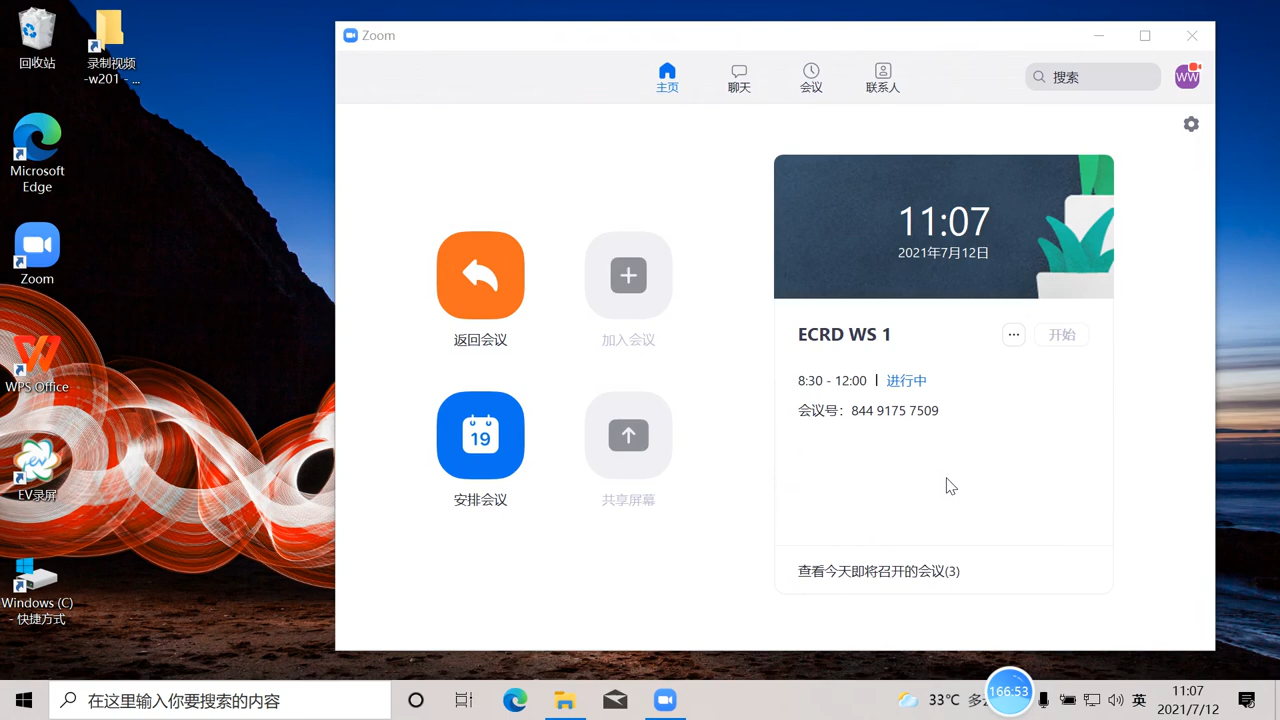 回收站
录制视频
-w201 - ...
Microsoft
Edge
Zoom
WPS Office
EV录屏
Windows (C)
- 快捷方式
Zoom
主页
聊天
会议
联系人
搜索
WW
返回会议
加入会议
19
安排会议
共享屏幕
11:07
2021年7月12日
ECRD WS 1
开始
8:30 - 12:00 | 进行中
会议号: 844 9175 7509
查看今天即将召开的会议(3)
在这里输入你要搜索的内容
33°C 多
166:53
英
11:07
2021/7/12